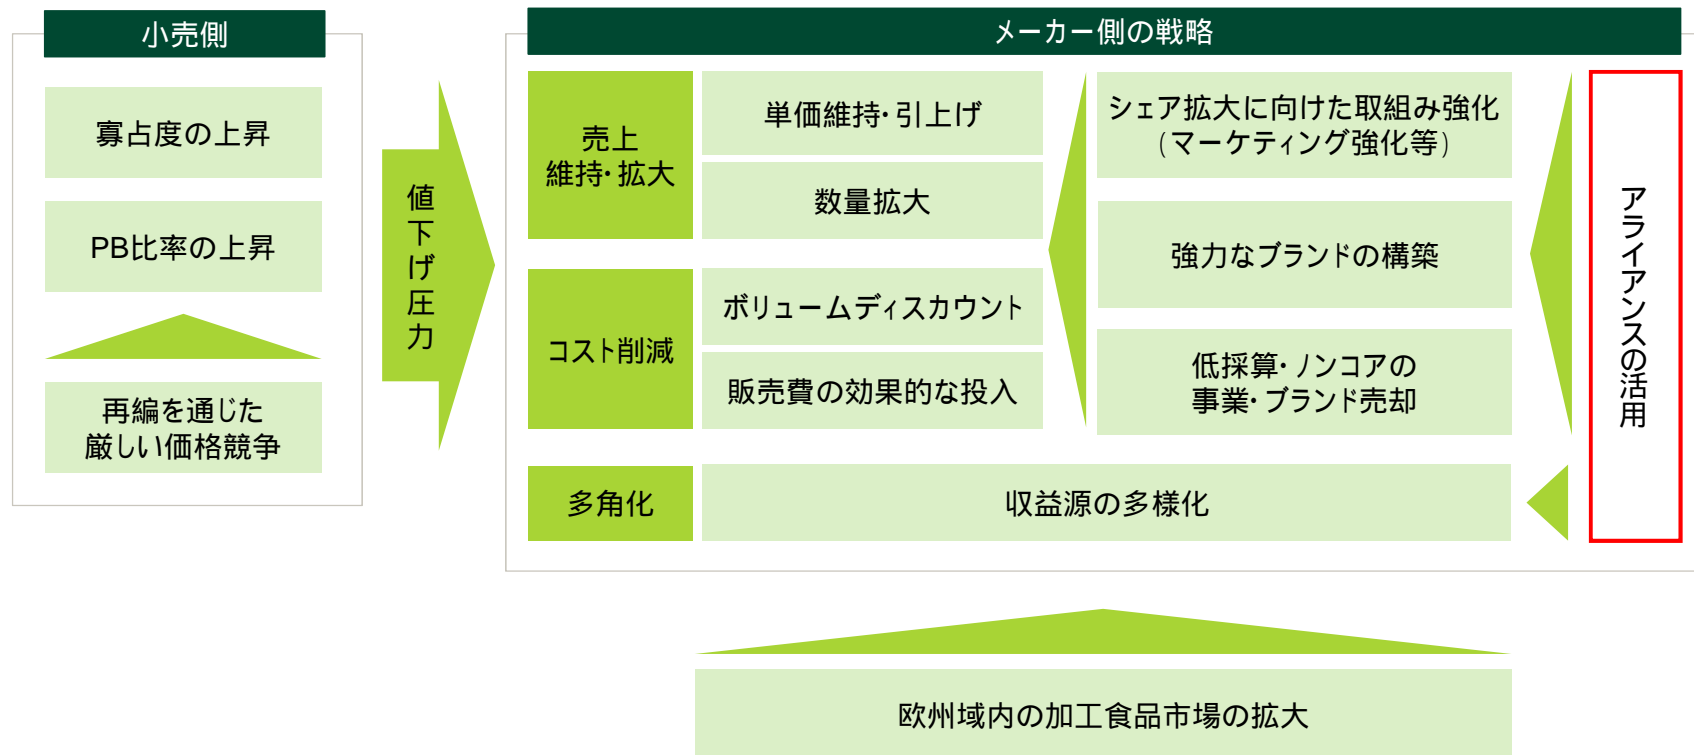 小売側
寡占度の上昇
PB比率の上昇
再編を通じた
厳しい価格競争
値下げ圧力
メーカー側の戦略
売上
維持・拡大
単価維持・引上げ
数量拡大
コスト削減
ボリュームディスカウント
販売費の効果的な投入
多角化
収益源の多様化
シェア拡大に向けた取組み強化
(マーケティング強化等)
強力なブランドの構築
低採算・ノンコアの
事業・ブランド売却
アライアンスの活用
欧州域内の加工食品市場の拡大